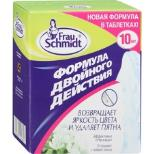 Frau
Schmidt
НОВАЯ ФОРМУЛА
В ТАБЛЕТКАХ!
10
ФОРМУЛА
ДВОЙНОГО
ДЕЙСТВИЯ
ВОЗВРАЩАЕТ
ЯРКОСТЬ ЦВЕТА
И УДАЛЯЕТ ПЯТНА